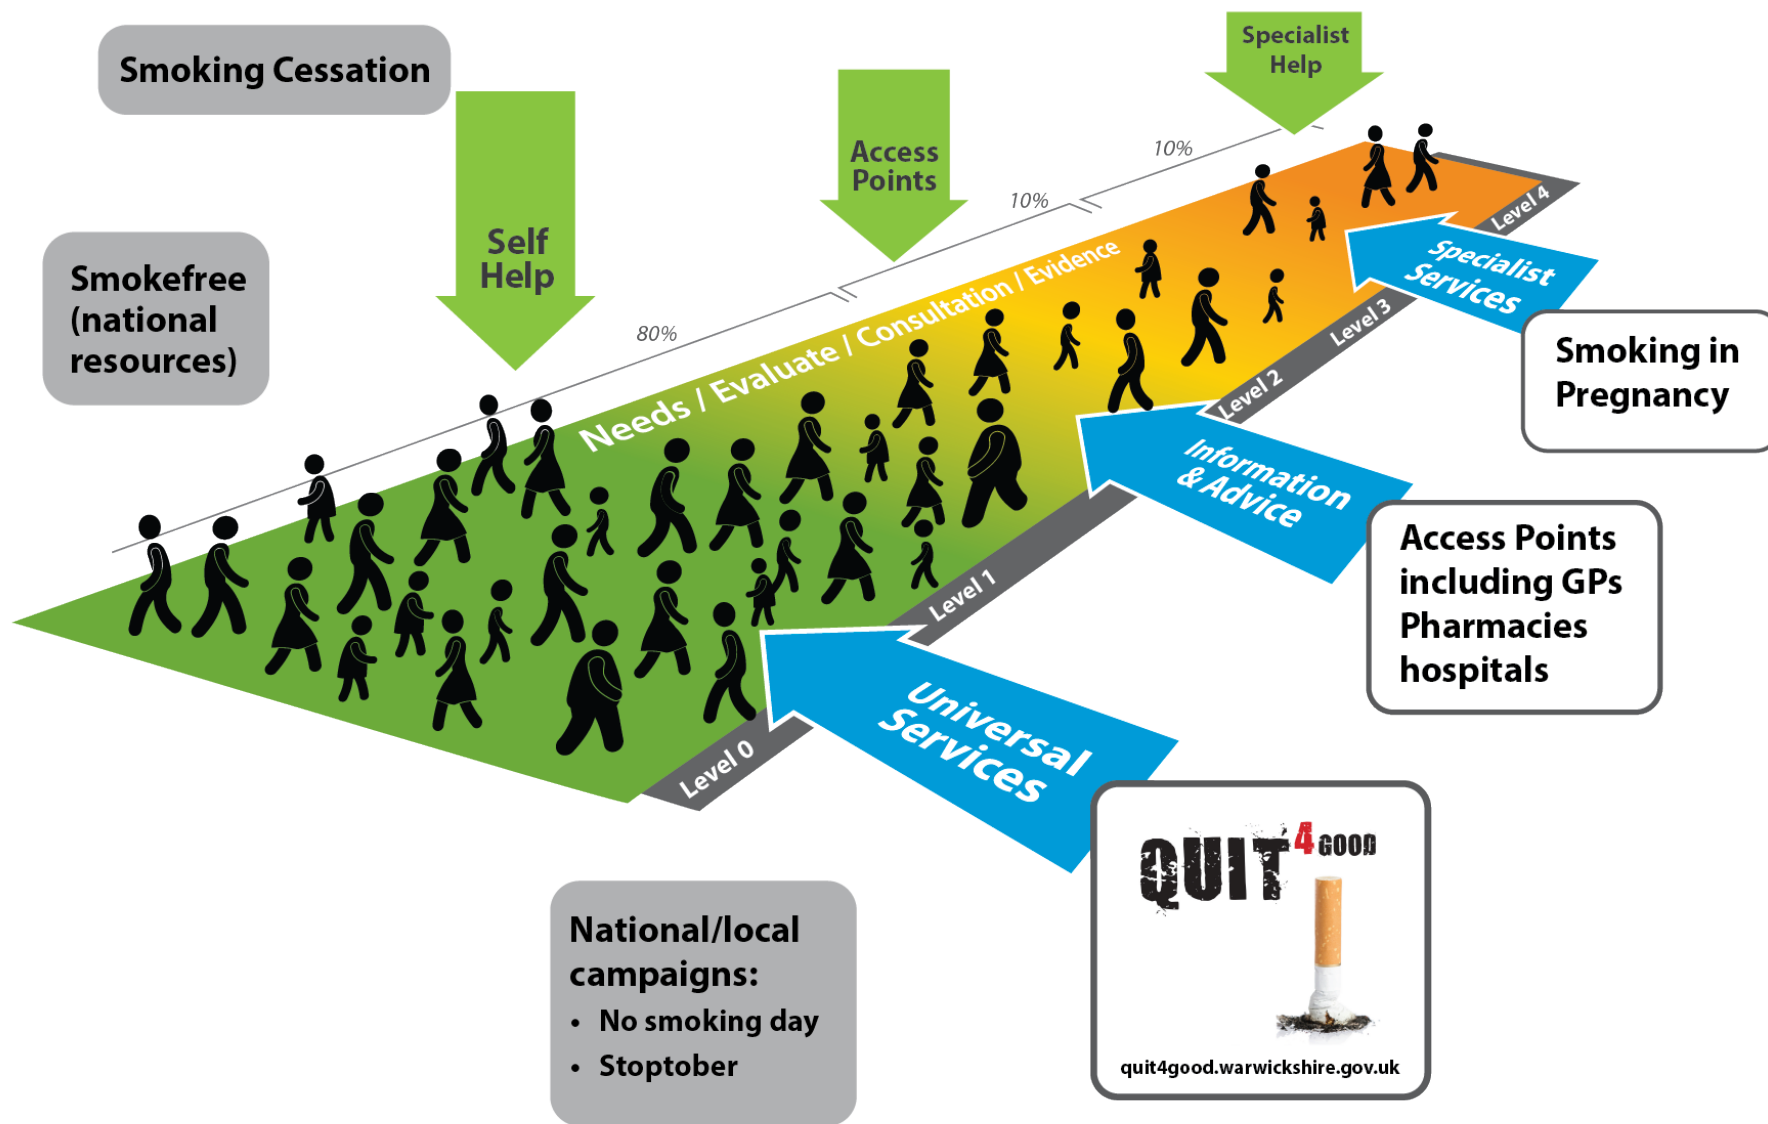 Smoking Cessation
Smokefree
(national
resources)
Self
Help
Access
Points
Specialist
Help
80%
10%
10%
Needs / Evaluate / Consultation / Evidence
Level 0
Level 1
Level 2
Level 3
Level 4
Specialist
Services
Smoking in
Pregnancy
Information
& Advice
Access Points
including GPs
Pharmacies
hospitals
Universal
Services
QUIT 4 GOOD
quit4good.warwickshire.gov.uk
National/local
campaigns:
• No smoking day
• Stoptober